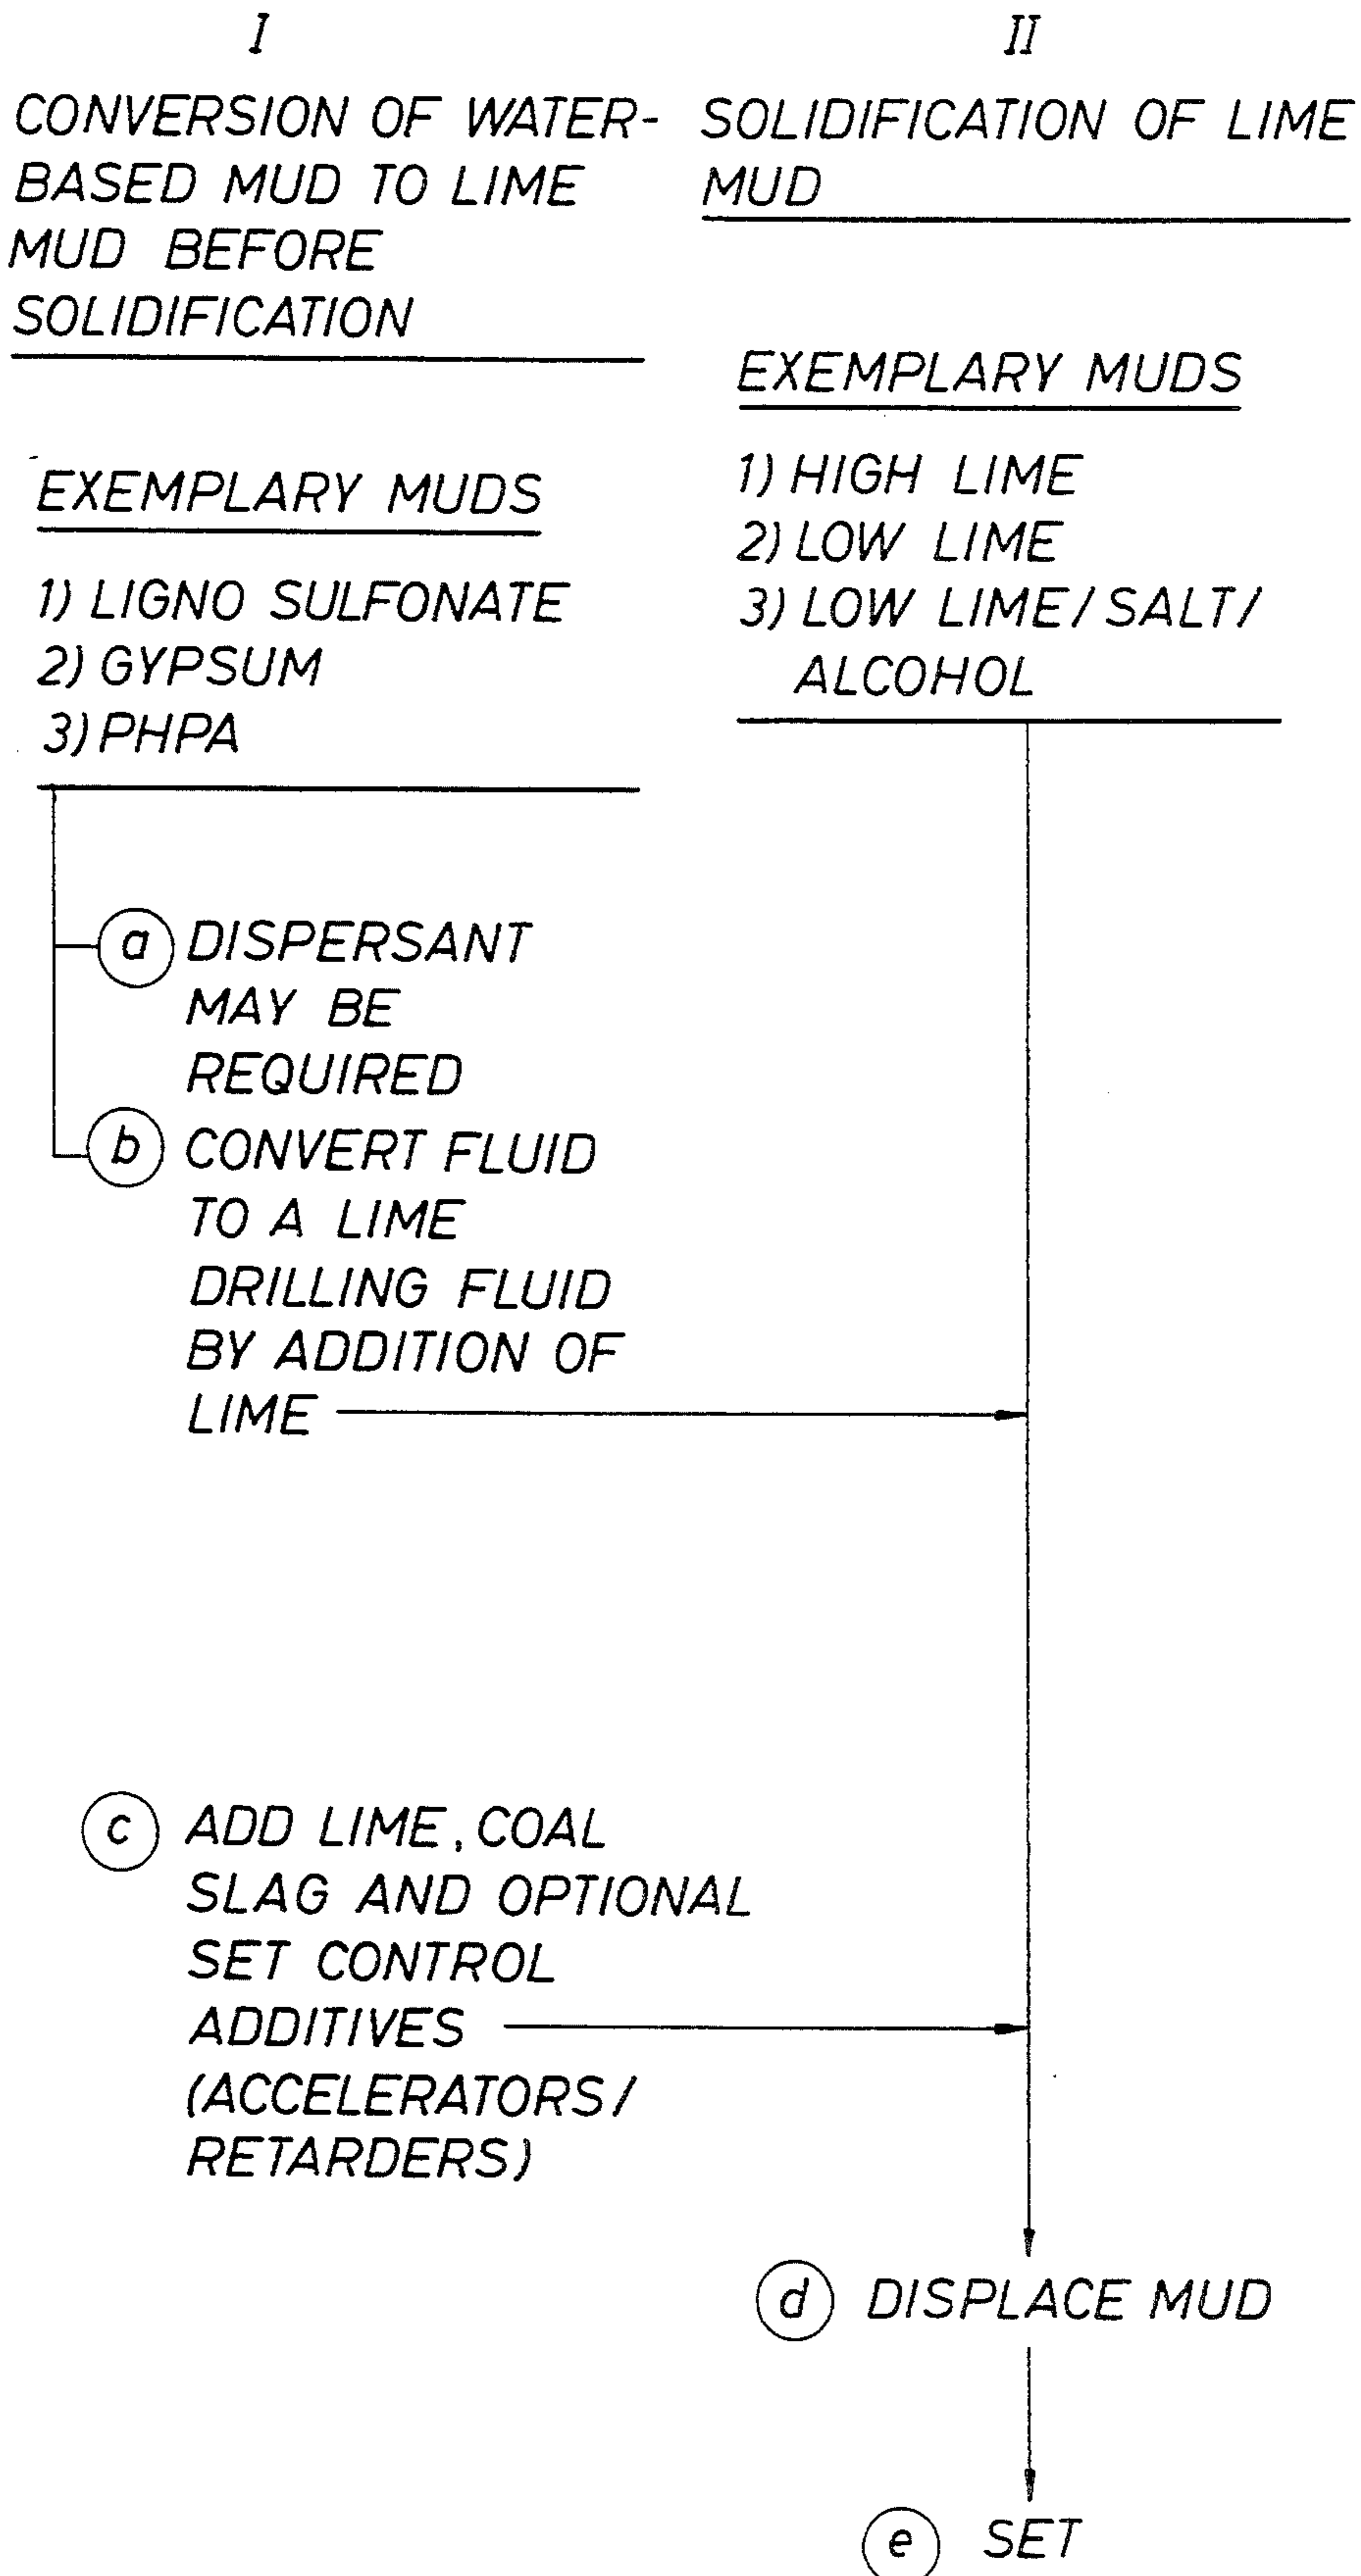 I
CONVERSION OF WATER-
BASED MUD TO LIME
MUD BEFORE
SOLIDIFICATION
EXEMPLARY MUDS
1) LIGNO SULFONATE
2) GYPSUM
3) PHPA
II
SOLIDIFICATION OF LIME
MUD
EXEMPLARY MUDS
1) HIGH LIME
2) LOW LIME
3) LOW LIME/SALT/
ALCOHOL
a DISPERSANT
MAY BE
REQUIRED
b CONVERT FLUID
TO A LIME
DRILLING FLUID
BY ADDITION OF
LIME
c ADD LIME, COAL
SLAG AND OPTIONAL
SET CONTROL
ADDITIVES
(ACCELERATORS/
RETARDERS)
d DISPLACE MUD
e SET